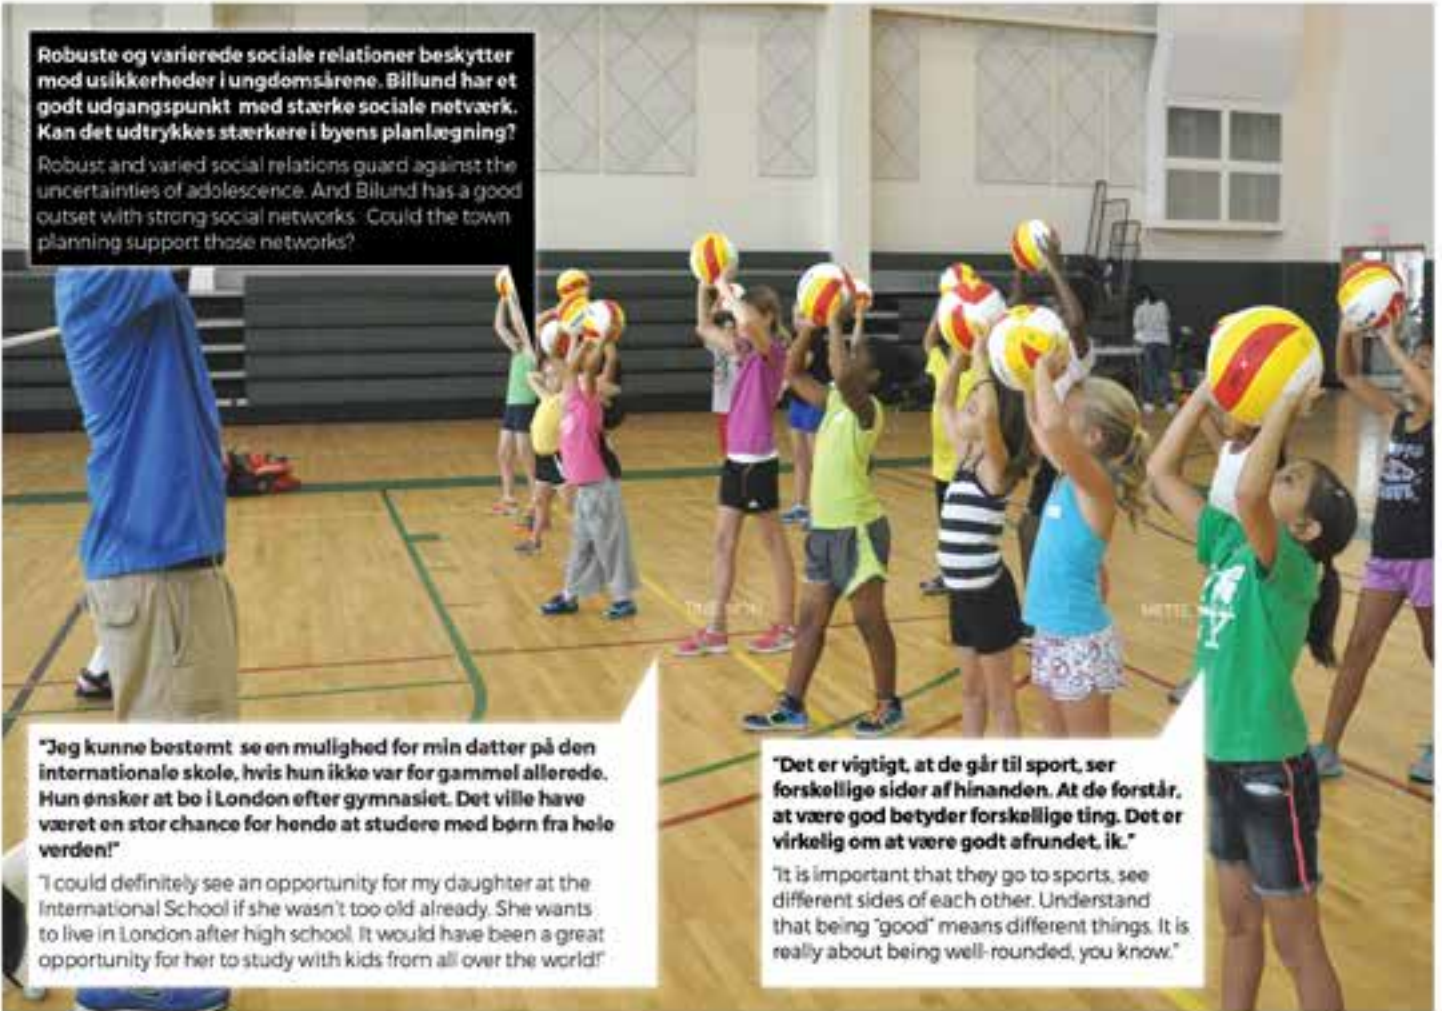 Robuste og varierede sociale relationer beskytter
mod usikkerheder i ungdomsårene. Billund har et
godt udgangspunkt med stærke sociale netværk.
Kan det udtrykkes stærkere i byens planlægning?
Robust and varied social relations guard against the
uncertainties of adolescence. And Bilund has a good
outset with strong social networks. Could the town
planning support those networks?
"Jeg kunne bestemt se en mulighed for min datter på den
internationale skole, hvis hun ikke var for gammel allerede.
Hun ønsker at bo i London efter gymnasiet. Det ville have
været en stor chance for hende at studere med børn fra hele
verden!"
"I could definitely see an opportunity for my daughter at the
International School if she wasn't too old already. She wants
to live in London after high school. It would have been a great
opportunity for her to study with kids from all over the world!"
METTE
"Det er vigtigt, at de går til sport, ser
forskellige sider af hinanden. At de forstår,
at være god betyder forskellige ting. Det er
virkelig om at være godt afrundet, ik."
"It is important that they go to sports, see
different sides of each other. Understand
that being "good" means different things. It is
really about being well-rounded, you know."